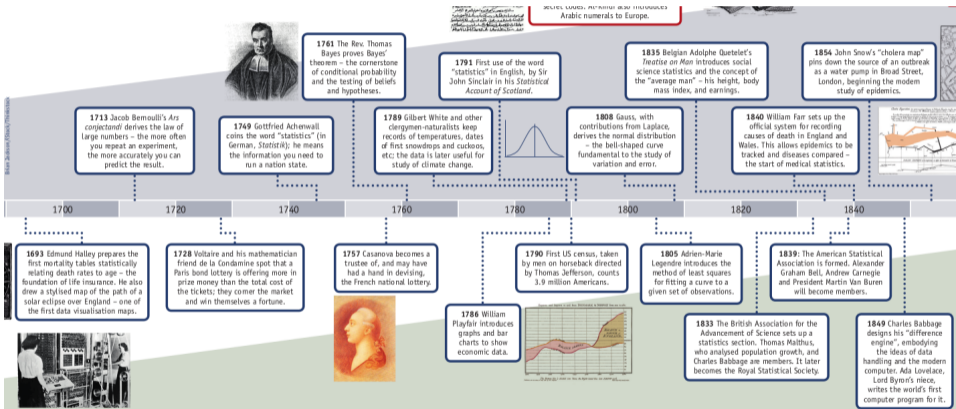 secret codes. Al-Kindi also introduces
Arabic numerals to Europe.
1761 The Rev. Thomas
Bayes proves Bayes'
theorem – the cornerstone
of conditional probability
and the testing of beliefs
and hypotheses.
1791 First use of the word
"statistics" in English, by Sir
John Sinclair in his Statistical
Account of Scotland.
1835 Belgian Adolphe Quetelet's
Treatise on Man introduces social
science statistics and the concept of
the "average man" – his height, body
mass index, and earnings.
1854 John Snow's "cholera map"
pins down the source of an outbreak
as a water pump in Broad Street,
London, beginning the modern
study of epidemics.
1713 Jacob Bernoulli's Ars
conjectandi derives the law of
large numbers – the more often
you repeat an experiment,
the more accurately you can
predict the result.
1749 Gottfried Achenwall
coins the word "statistics" (in
German, Statistik); he means
the information you need to
run a nation state.
1789 Gilbert White and other
clergymen-naturalists keep
records of temperatures, dates
of first snowdrops and cuckoos,
etc; the data is later useful for
study of climate change.
1808 Gauss, with
contributions from Laplace,
derives the normal distribution
– the bell-shaped curve
fundamental to the study of
variation and error.
1840 William Farr sets up the
official system for recording
causes of death in England and
Wales. This allows epidemics to
be tracked and diseases compared –
the start of medical statistics.
1700
1720
1740
1760
1780
1800
1820
1840
1693 Edmund Halley prepares the
first mortality tables statistically
relating death rates to age – the
foundation of life insurance. He also
drew a stylised map of the path of a
solar eclipse over England – one of
the first data visualisation maps.
1728 Voltaire and his mathematician
friend de la Condamine spot that a
Paris bond lottery is offering more in
prize money than the total cost of
the tickets; they corner the market
and win themselves a fortune.
1757 Casanova becomes a
trustee of, and may have
had a hand in devising,
the French national lottery.
1786 William
Playfair introduces
graphs and bar
charts to show
economic data.
1790 First US census, taken
by men on horseback directed
by Thomas Jefferson, counts
3.9 million Americans.
1805 Adrien-Marie
Legendre introduces the
method of least squares
for fitting a curve to a
given set of observations.
1839: The American Statistical
Association is formed. Alexander
Graham Bell, Andrew Carnegie
and President Martin Van Buren
will become members.
1833 The British Association for the
Advancement of Science sets up a
statistics section. Thomas Malthus,
who analysed population growth, and
Charles Babbage are members. It later
becomes the Royal Statistical Society.
1849 Charles Babbage
designs his "difference
engine", embodying
the ideas of data
handling and the modern
computer. Ada Lovelace,
Lord Byron's niece,
writes the world's first
computer program for it.